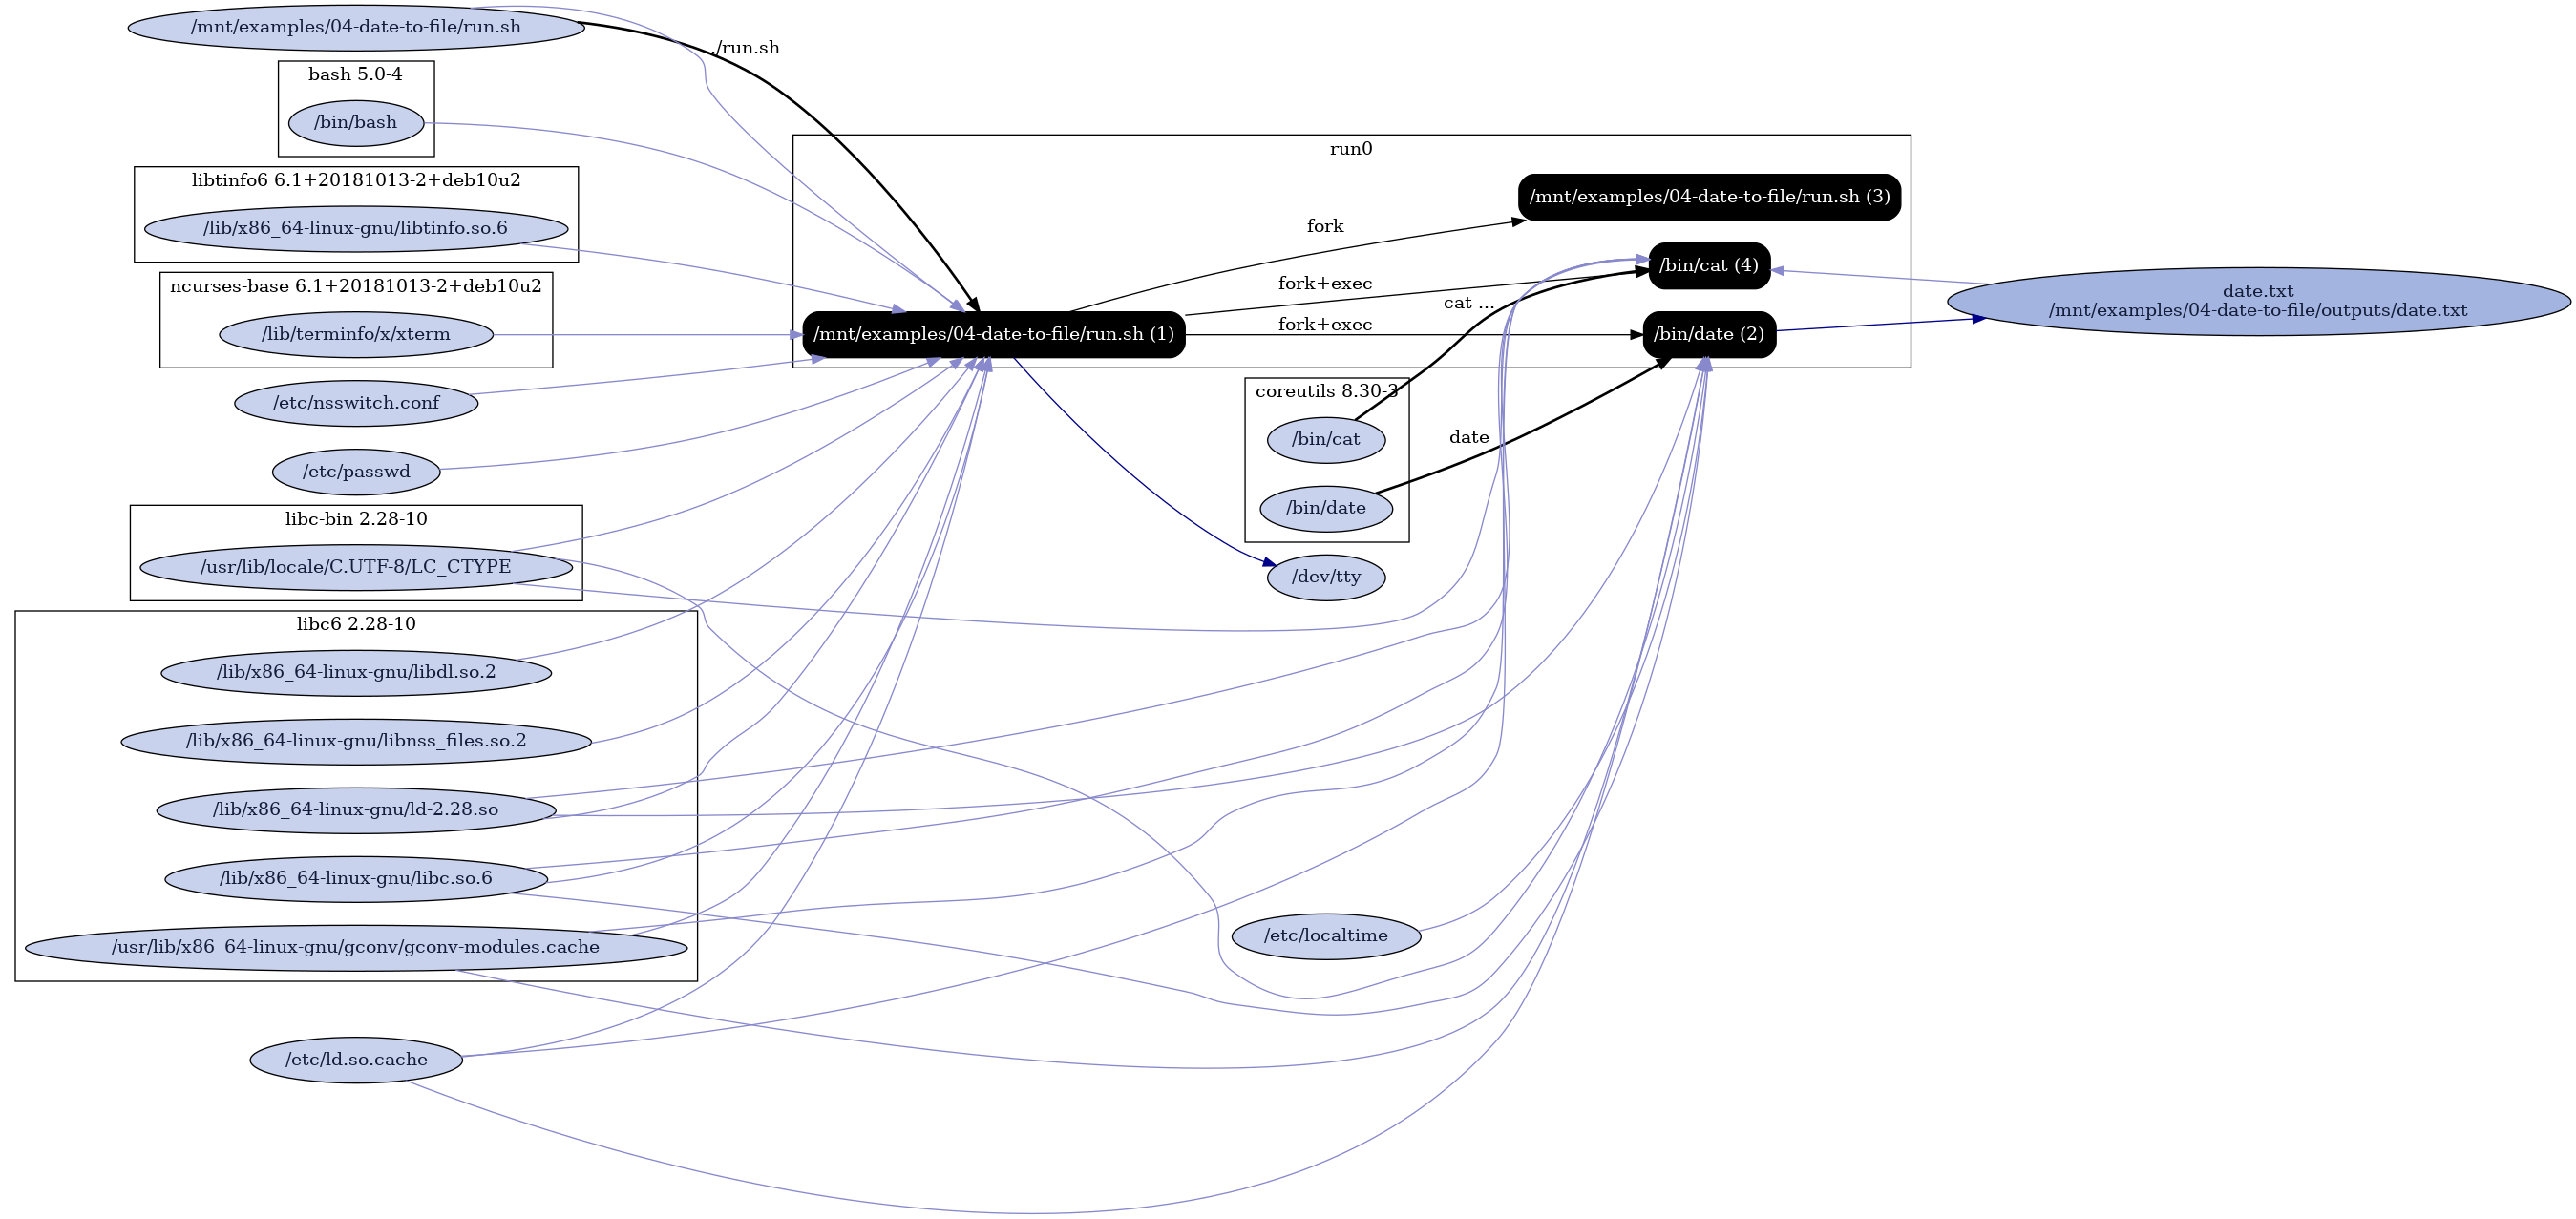 /mnt/examples/04-date-to-file/run.sh
./run.sh
bash 5.0-4
/bin/bash
libtinfo6 6.1+20181013-2+deb10u2
/lib/x86_64-linux-gnu/libtinfo.so.6
ncurses-base 6.1+20181013-2+deb10u2
/lib/terminfo/x/xterm
/etc/nsswitch.conf
/etc/passwd
libc-bin 2.28-10
/usr/lib/locale/C.UTF-8/LC_CTYPE
libc6 2.28-10
/lib/x86_64-linux-gnu/libdl.so.2
/lib/x86_64-linux-gnu/libnss_files.so.2
/lib/x86_64-linux-gnu/ld-2.28.so
/lib/x86_64-linux-gnu/libc.so.6
/usr/lib/x86_64-linux-gnu/gconv/gconv-modules.cache
/etc/ld.so.cache
run0
/mnt/examples/04-date-to-file/run.sh (1)
fork
fork+exec
fork+exec
/mnt/examples/04-date-to-file/run.sh (3)
/bin/cat (4)
/bin/date (2)
cat ...
coreutils 8.30-3
/bin/cat
date
/bin/date
/dev/tty
/etc/localtime
date.txt
/mnt/examples/04-date-to-file/outputs/date.txt